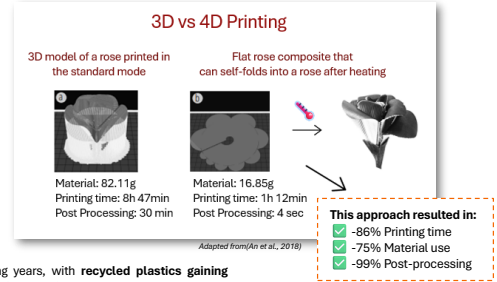 3D vs 4D Printing
3D model of a rose printed in
the standard mode
a
Material: 82.11g
Printing time: 8h 47min
Post Processing: 30 min
Flat rose composite that
can self-folds into a rose after heating
b
Material: 16.85g
Printing time: 1h 12min
Post Processing: 4 sec
This approach resulted in:
✅ -86% Printing time
✅ -75% Material use
✅ -99% Post-processing
Adapted from(An et al., 2018)
ng years, with recycled plastics gaining